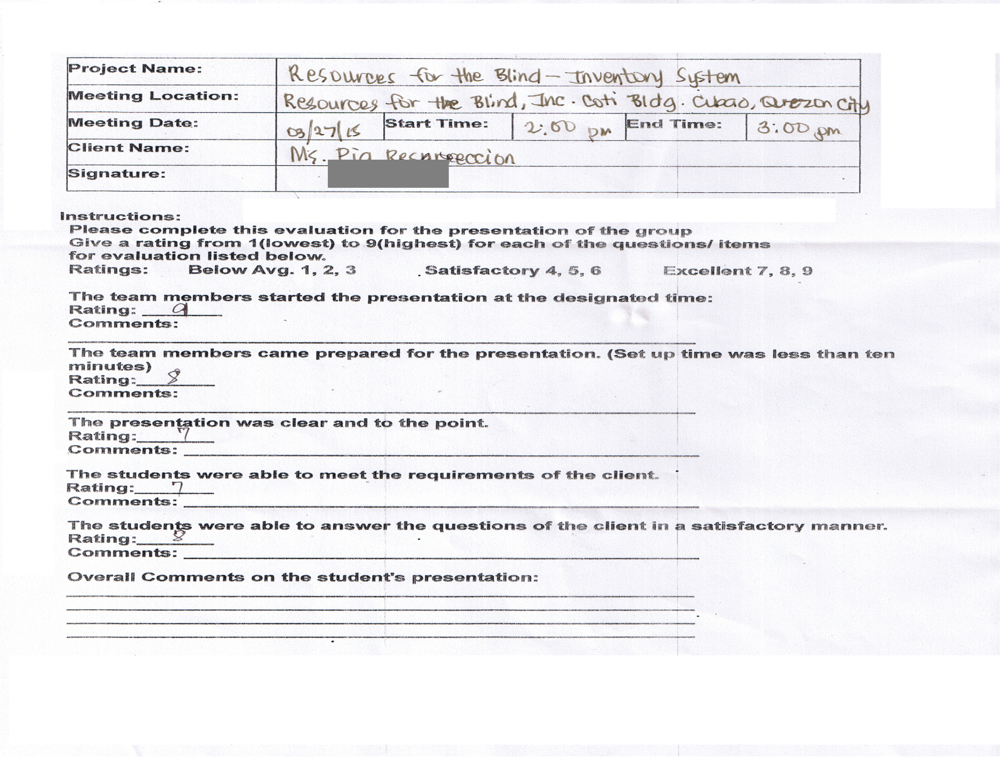 Project Name: Resources for the Blind - Inventory System
Meeting Location: Resources for the Blind, Inc. Coti Bldg. Cubao, Quezon City
Meeting Date: 03/27/15 Start Time: 2:00 pm End Time: 3:00 pm
Client Name: Ms. Pia Resurreccion
Signature:
Instructions:
Please complete this evaluation for the presentation of the group
Give a rating from 1(lowest) to 9(highest) for each of the questions/ items
for evaluation listed below.
Ratings: Below Avg. 1, 2, 3 Satisfactory 4, 5, 6 Excellent 7, 8, 9
The team members started the presentation at the designated time:
Rating: 9
Comments:
The team members came prepared for the presentation. (Set up time was less than ten
minutes)
Rating: 8
Comments:
The presentation was clear and to the point.
Rating: 7
Comments:
The students were able to meet the requirements of the client.
Rating: 7
Comments:
The students were able to answer the questions of the client in a satisfactory manner.
Rating: 8
Comments:
Overall Comments on the student's presentation: